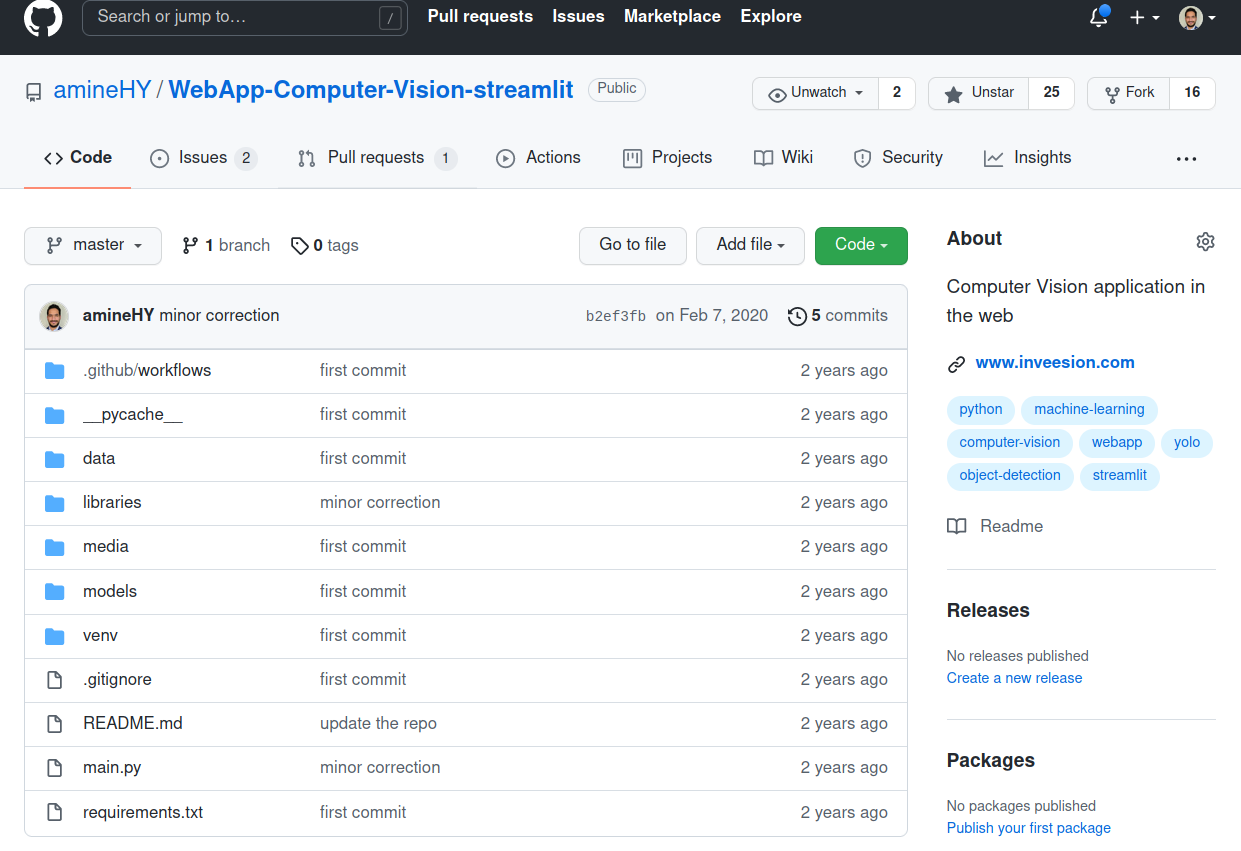 Search or jump to… / Pull requests Issues Marketplace Explore
amineHY / WebApp-Computer-Vision-streamlit Public Unwatch 2 Unstar 25 Fork 16
Code Issues 2 Pull requests 1 Actions Projects Wiki Security Insights
master 1 branch 0 tags Go to file Add file Code
amineHY minor correction b2ef3fb on Feb 7, 2020 5 commits
.github/workflows first commit 2 years ago
__pycache__ first commit 2 years ago
data first commit 2 years ago
libraries minor correction 2 years ago
media first commit 2 years ago
models first commit 2 years ago
venv first commit 2 years ago
.gitignore first commit 2 years ago
README.md update the repo 2 years ago
main.py minor correction 2 years ago
requirements.txt first commit 2 years ago
About
Computer Vision application in
the web
www.inveesion.com
python machine-learning
computer-vision webapp yolo
object-detection streamlit
Readme
Releases
No releases published
Create a new release
Packages
No packages published
Publish your first package